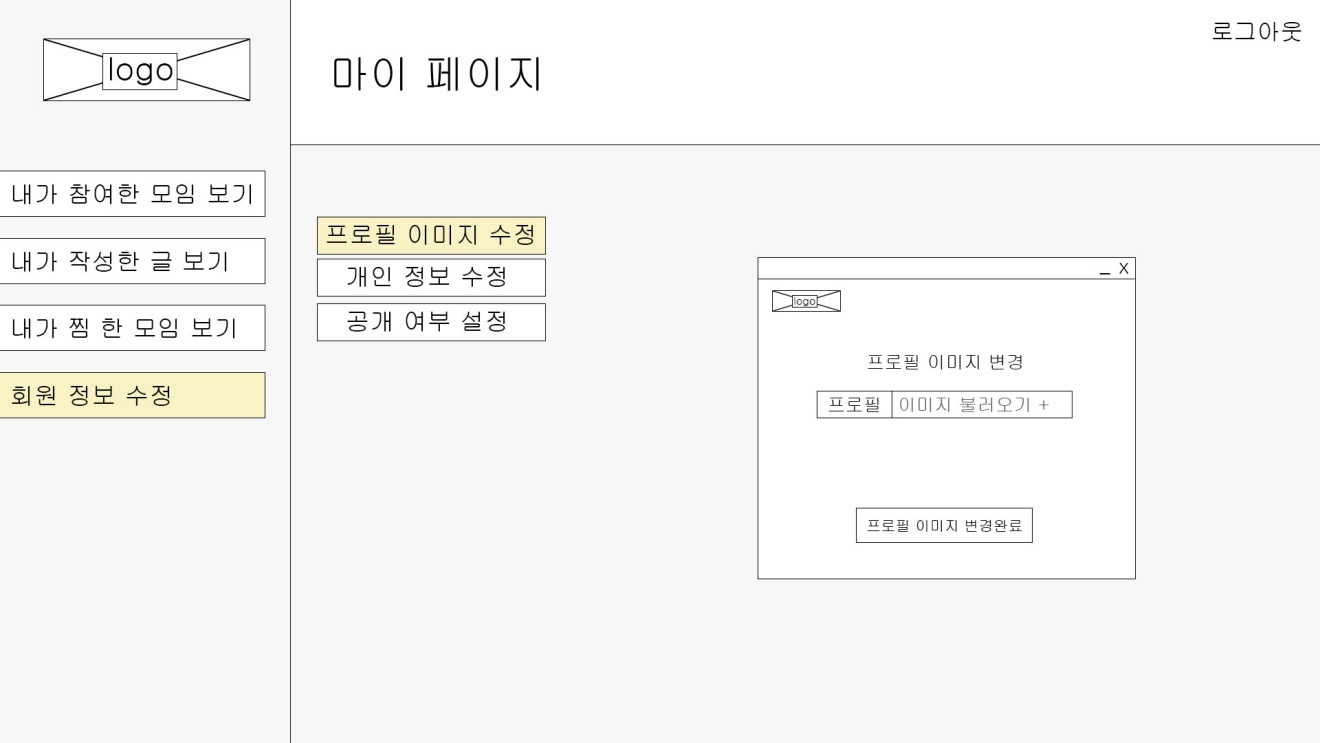 logo
로그아웃
마이 페이지
내가 참여한 모임 보기
내가 작성한 글 보기
내가 찜 한 모임 보기
회원 정보 수정
프로필 이미지 수정
개인 정보 수정
공개 여부 설정
_ X
logo
프로필 이미지 변경
프로필 이미지 불러오기 +
프로필 이미지 변경완료